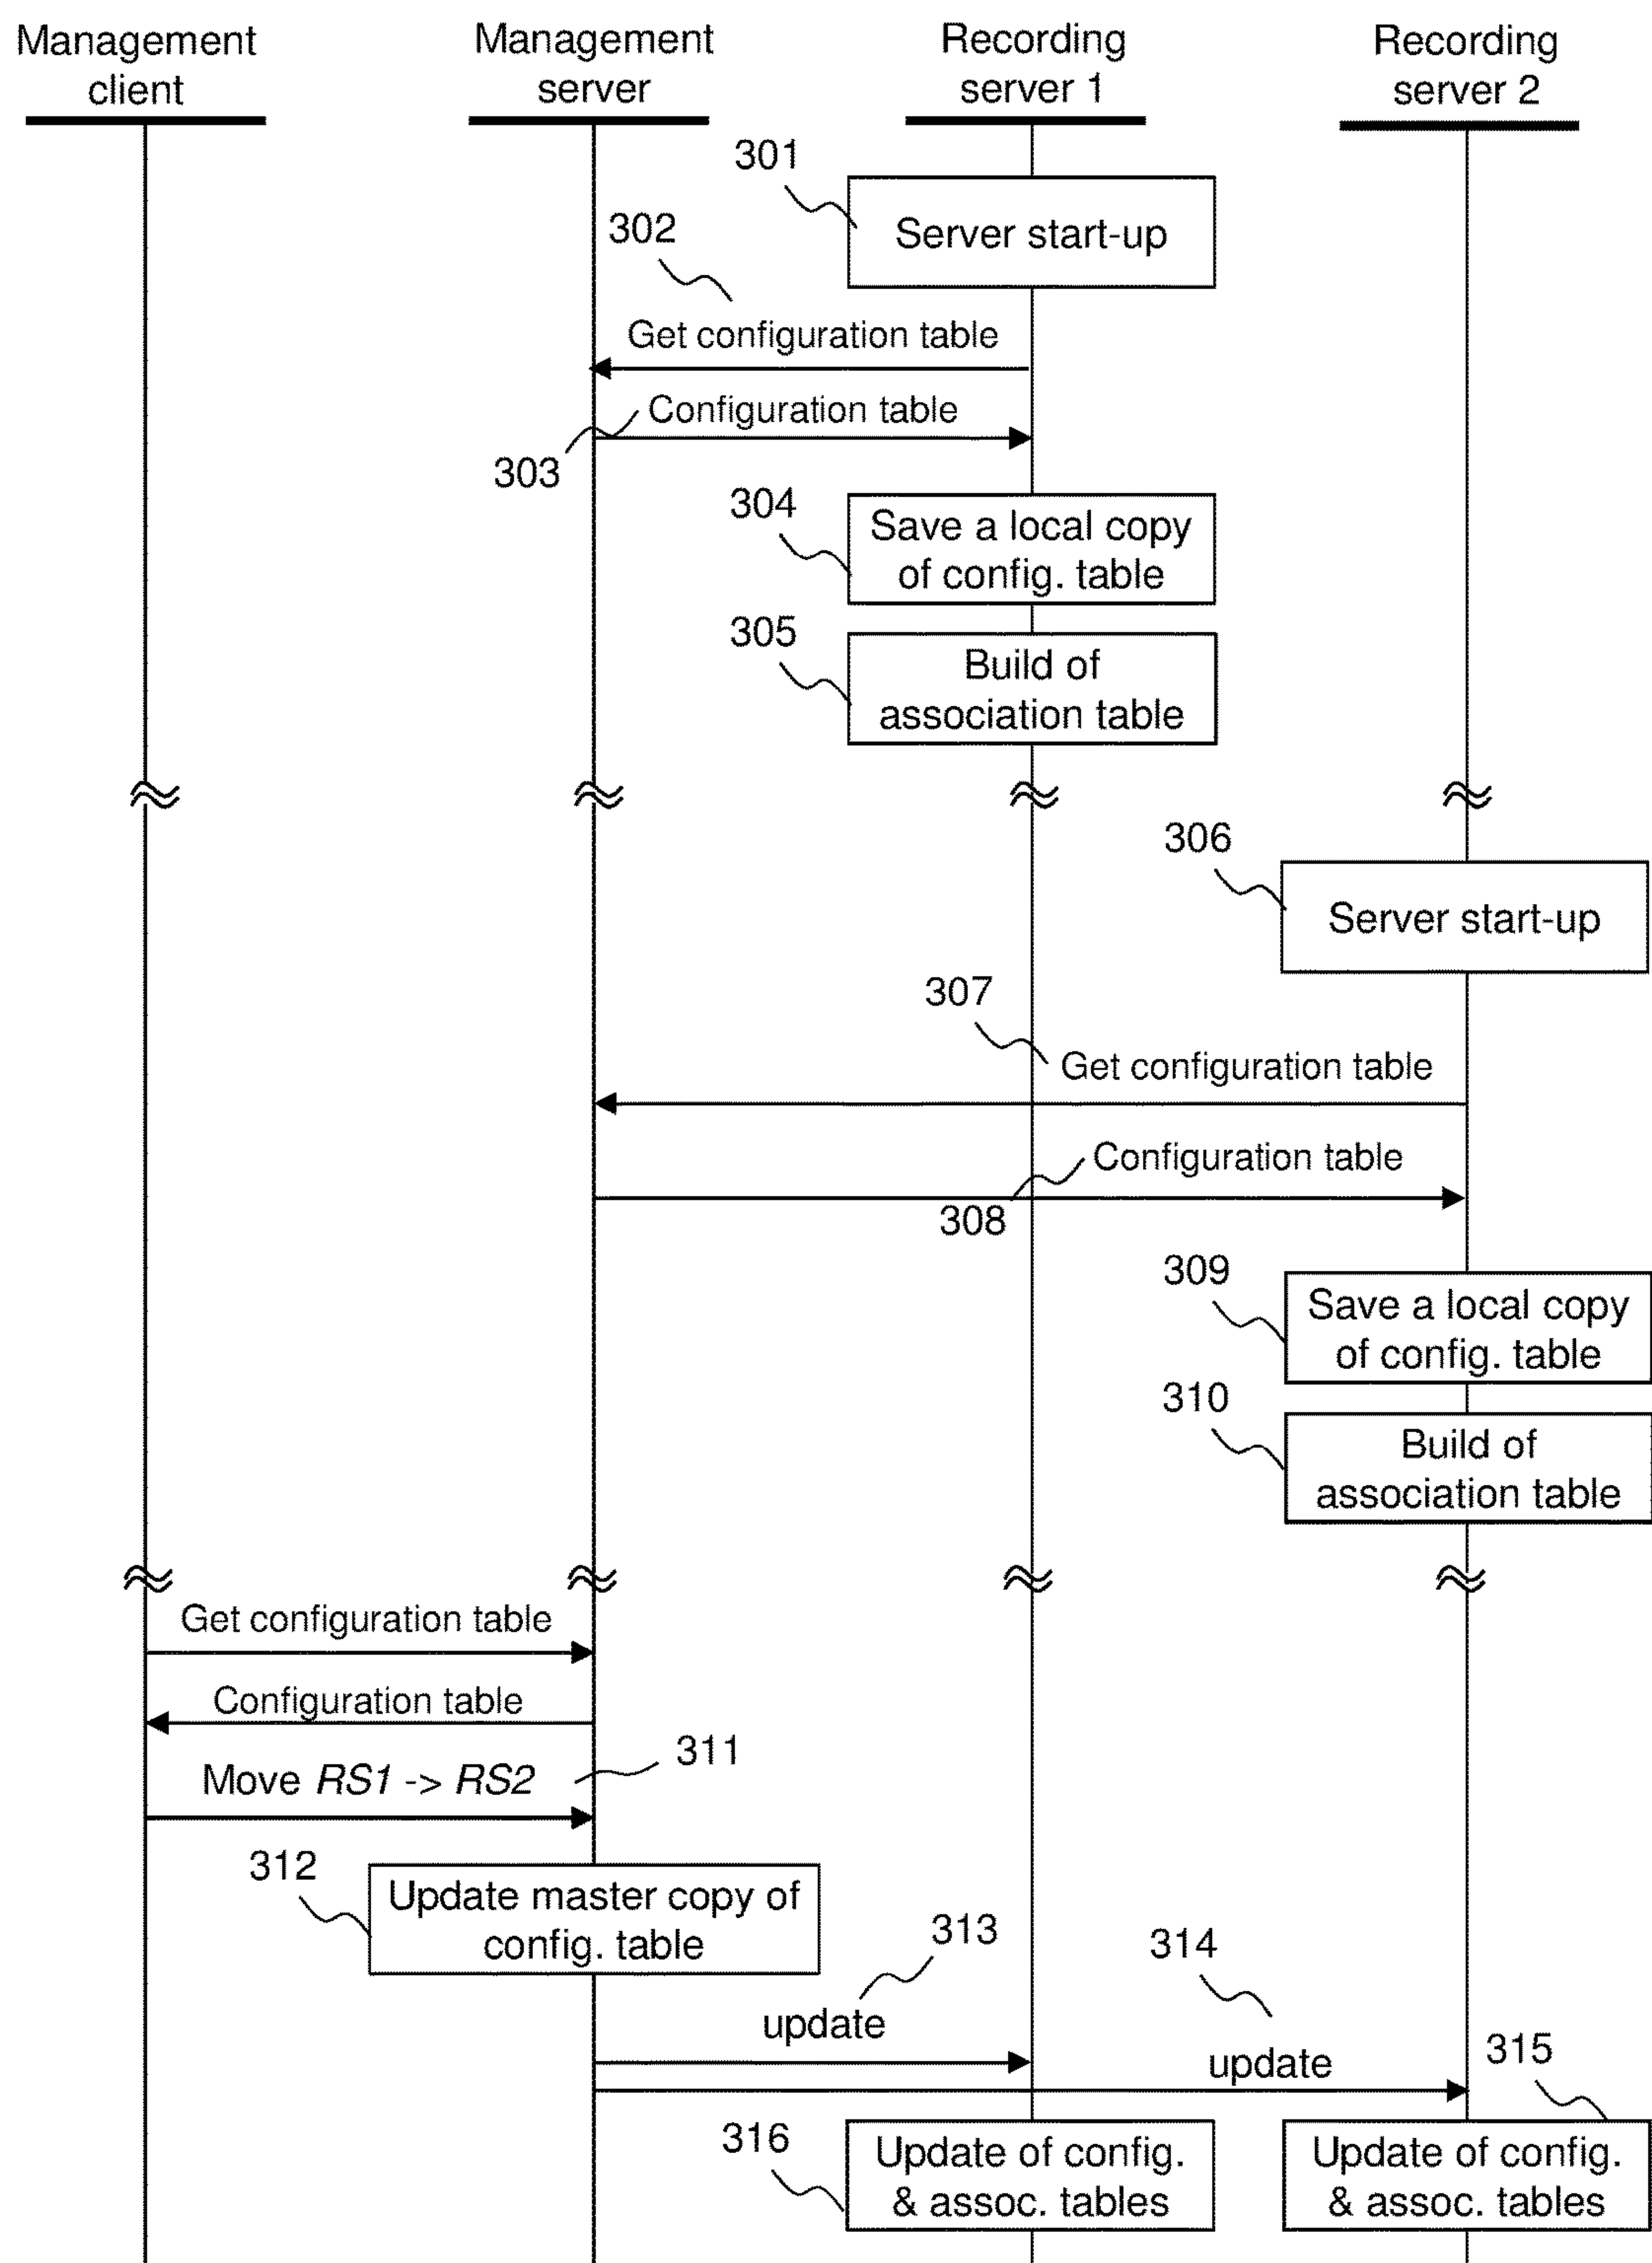 Management
client
Management
server
Recording
server 1
Recording
server 2
301
Server start-up
302
Get configuration table
Configuration table
303
304
Save a local copy
of config. table
305
Build of
association table
306
Server start-up
307
Get configuration table
Configuration table
308
309
Save a local copy
of config. table
310
Build of
association table
Get configuration table
Configuration table
311
Move RS1 -> RS2
312
Update master copy of
config. table
313
update
314
update
315
316
Update of config.
& assoc. tables
Update of config.
& assoc. tables